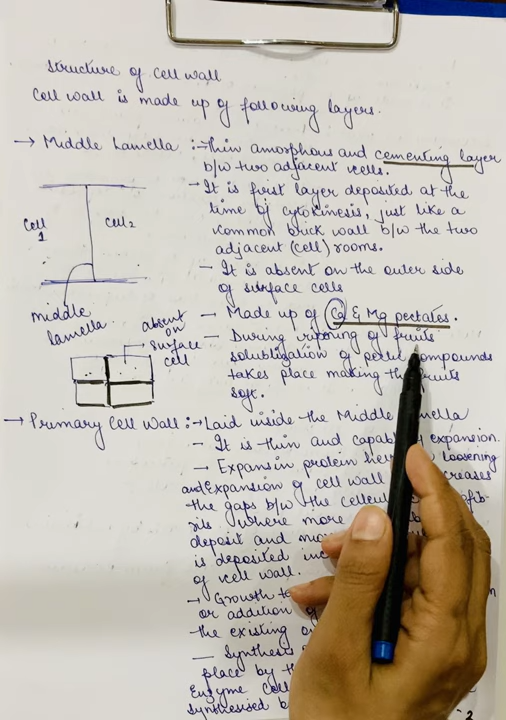 Structure of cell wall
Cell wall is made up of following layers.
→ Middle Lamella :- Thin amorphous and cementing layer
b/w two adjacent cells.
- It is first layer deposited at the
time of cytokinesis, just like a
common brick wall b/w the two
adjacent (cell) rooms.
- It is absent on the outer side
of surface cells
cell 1
cell 2
middle lamella
absent on surface cell
- Made up of Ca & Mg pectates.
- During ripening of fruits
solublization of compounds
takes place making the fruits
soft.
→ Primary Cell Wall :- Laid inside the Middle lamella
- It is thin and expansion.
- Expansin protein loosening
and Expansion of cell wall
the gaps b/w the
where more
deposit and
is deposited
of cell wall.
→ Growth
or addition of
the existing
- Synthesis
place by
Enzyme
synthesised
2